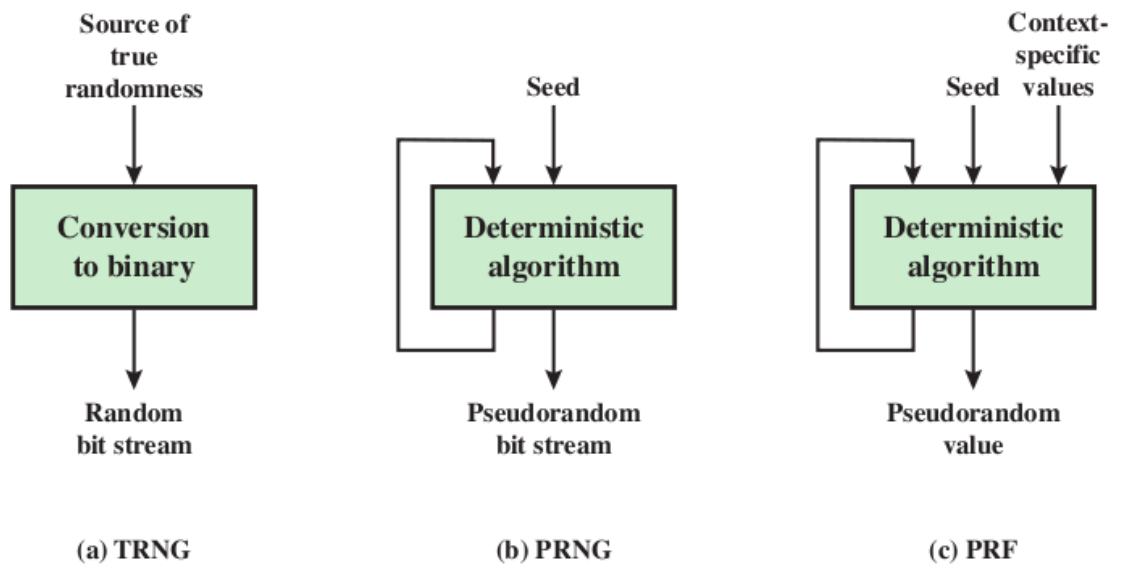 Source of
true
randomness
Conversion
to binary
Random
bit stream
(a) TRNG
Seed
Deterministic
algorithm
Pseudorandom
bit stream
(b) PRNG
Seed
Context-
specific
values
Deterministic
algorithm
Pseudorandom
value
(c) PRF